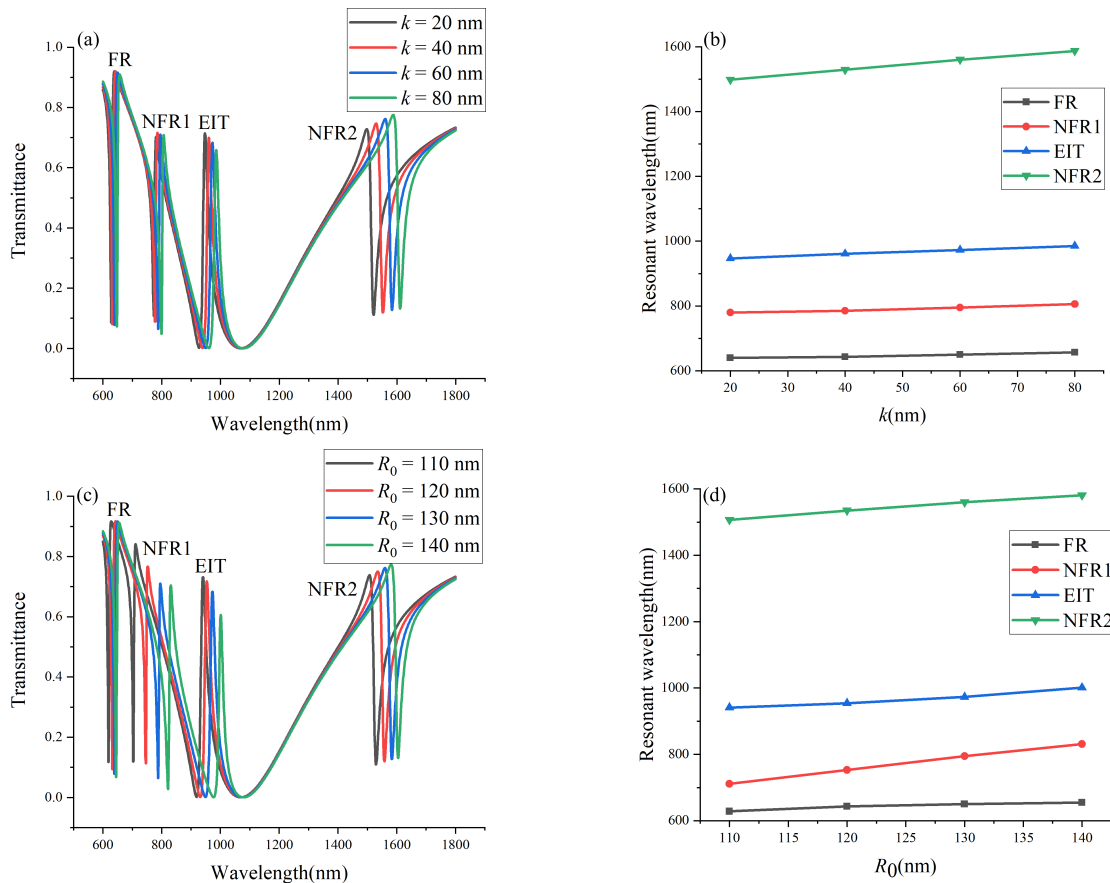 (a)
k = 20 nm
k = 40 nm
k = 60 nm
k = 80 nm
FR
NFR1
EIT
NFR2
Transmittance
1.0
0.8
0.6
0.4
0.2
0.0
600 800 1000 1200 1400 1600 1800
Wavelength(nm)
(b)
FR
NFR1
EIT
NFR2
Resonant wavelength(nm)
1600
1400
1200
1000
800
600
20 30 40 50 60 70 80
k(nm)
(c)
R0 = 110 nm
R0 = 120 nm
R0 = 130 nm
R0 = 140 nm
FR
NFR1
EIT
NFR2
Transmittance
1.0
0.8
0.6
0.4
0.2
0.0
600 800 1000 1200 1400 1600 1800
Wavelength(nm)
(d)
FR
NFR1
EIT
NFR2
Resonant wavelength(nm)
1600
1400
1200
1000
800
600
110 115 120 125 130 135 140
R0(nm)